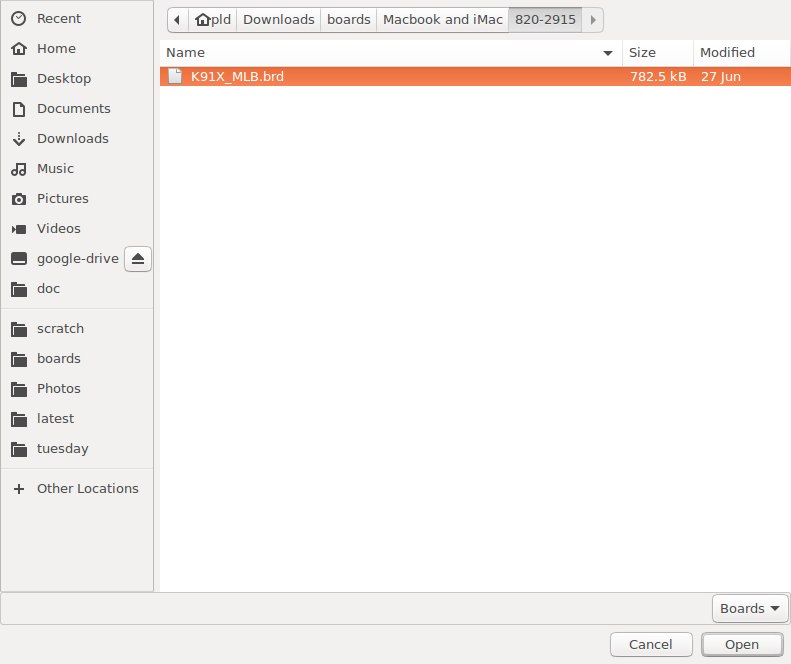 Recent
Home
Desktop
Documents
Downloads
Music
Pictures
Videos
google-drive
doc
scratch
boards
Photos
latest
tuesday
Other Locations
pld Downloads boards Macbook and iMac 820-2915
Name Size Modified
K91X_MLB.brd 782.5 kB 27 Jun
Boards
Cancel Open